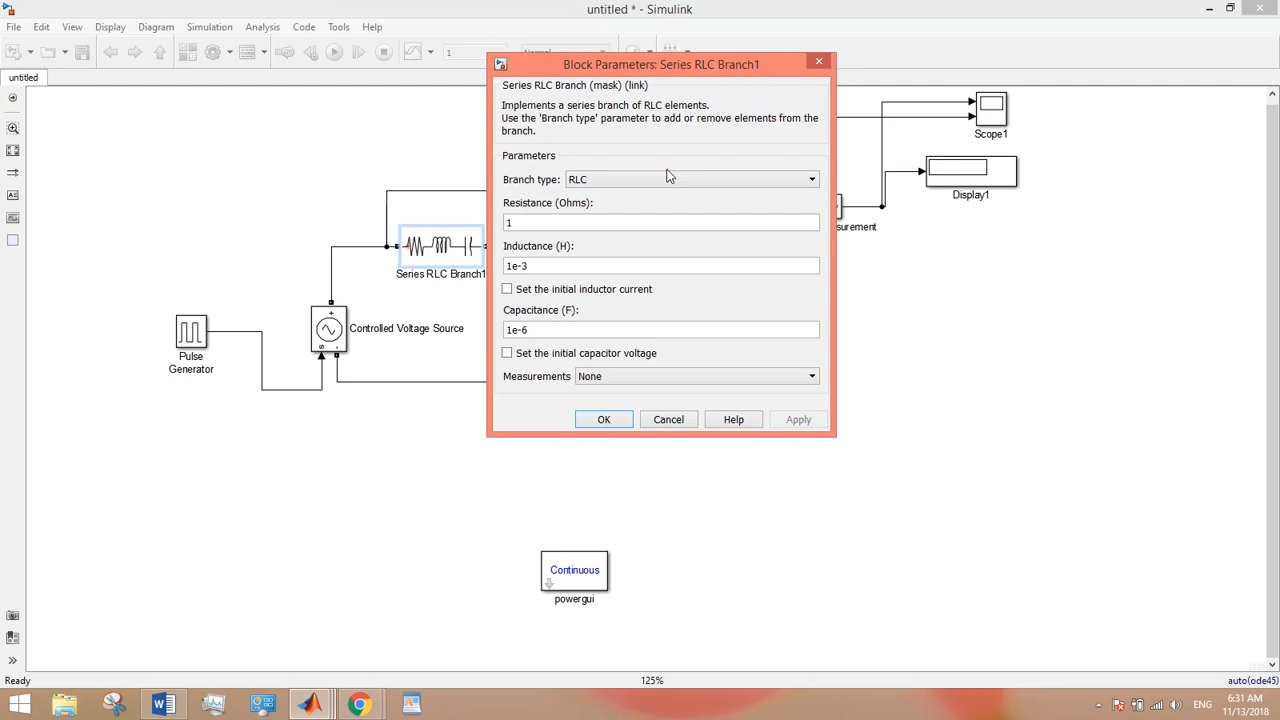 untitled * - Simulink
File Edit View Display Diagram Simulation Analysis Code Tools Help
1
Normal
untitled
Block Parameters: Series RLC Branch1
Series RLC Branch (mask) (link)
Implements a series branch of RLC elements.
Use the 'Branch type' parameter to add or remove elements from the
branch.
Parameters
Branch type: RLC
Resistance (Ohms):
1
Inductance (H):
1e-3
Set the initial inductor current
Capacitance (F):
1e-6
Set the initial capacitor voltage
Measurements None
OK Cancel Help Apply
Scope1
Display1
surement
Series RLC Branch1
Controlled Voltage Source
+
s
-
Pulse
Generator
Continuous
powergui
Ready 125% auto(ode45)
ENG
6:31 AM
11/13/2018